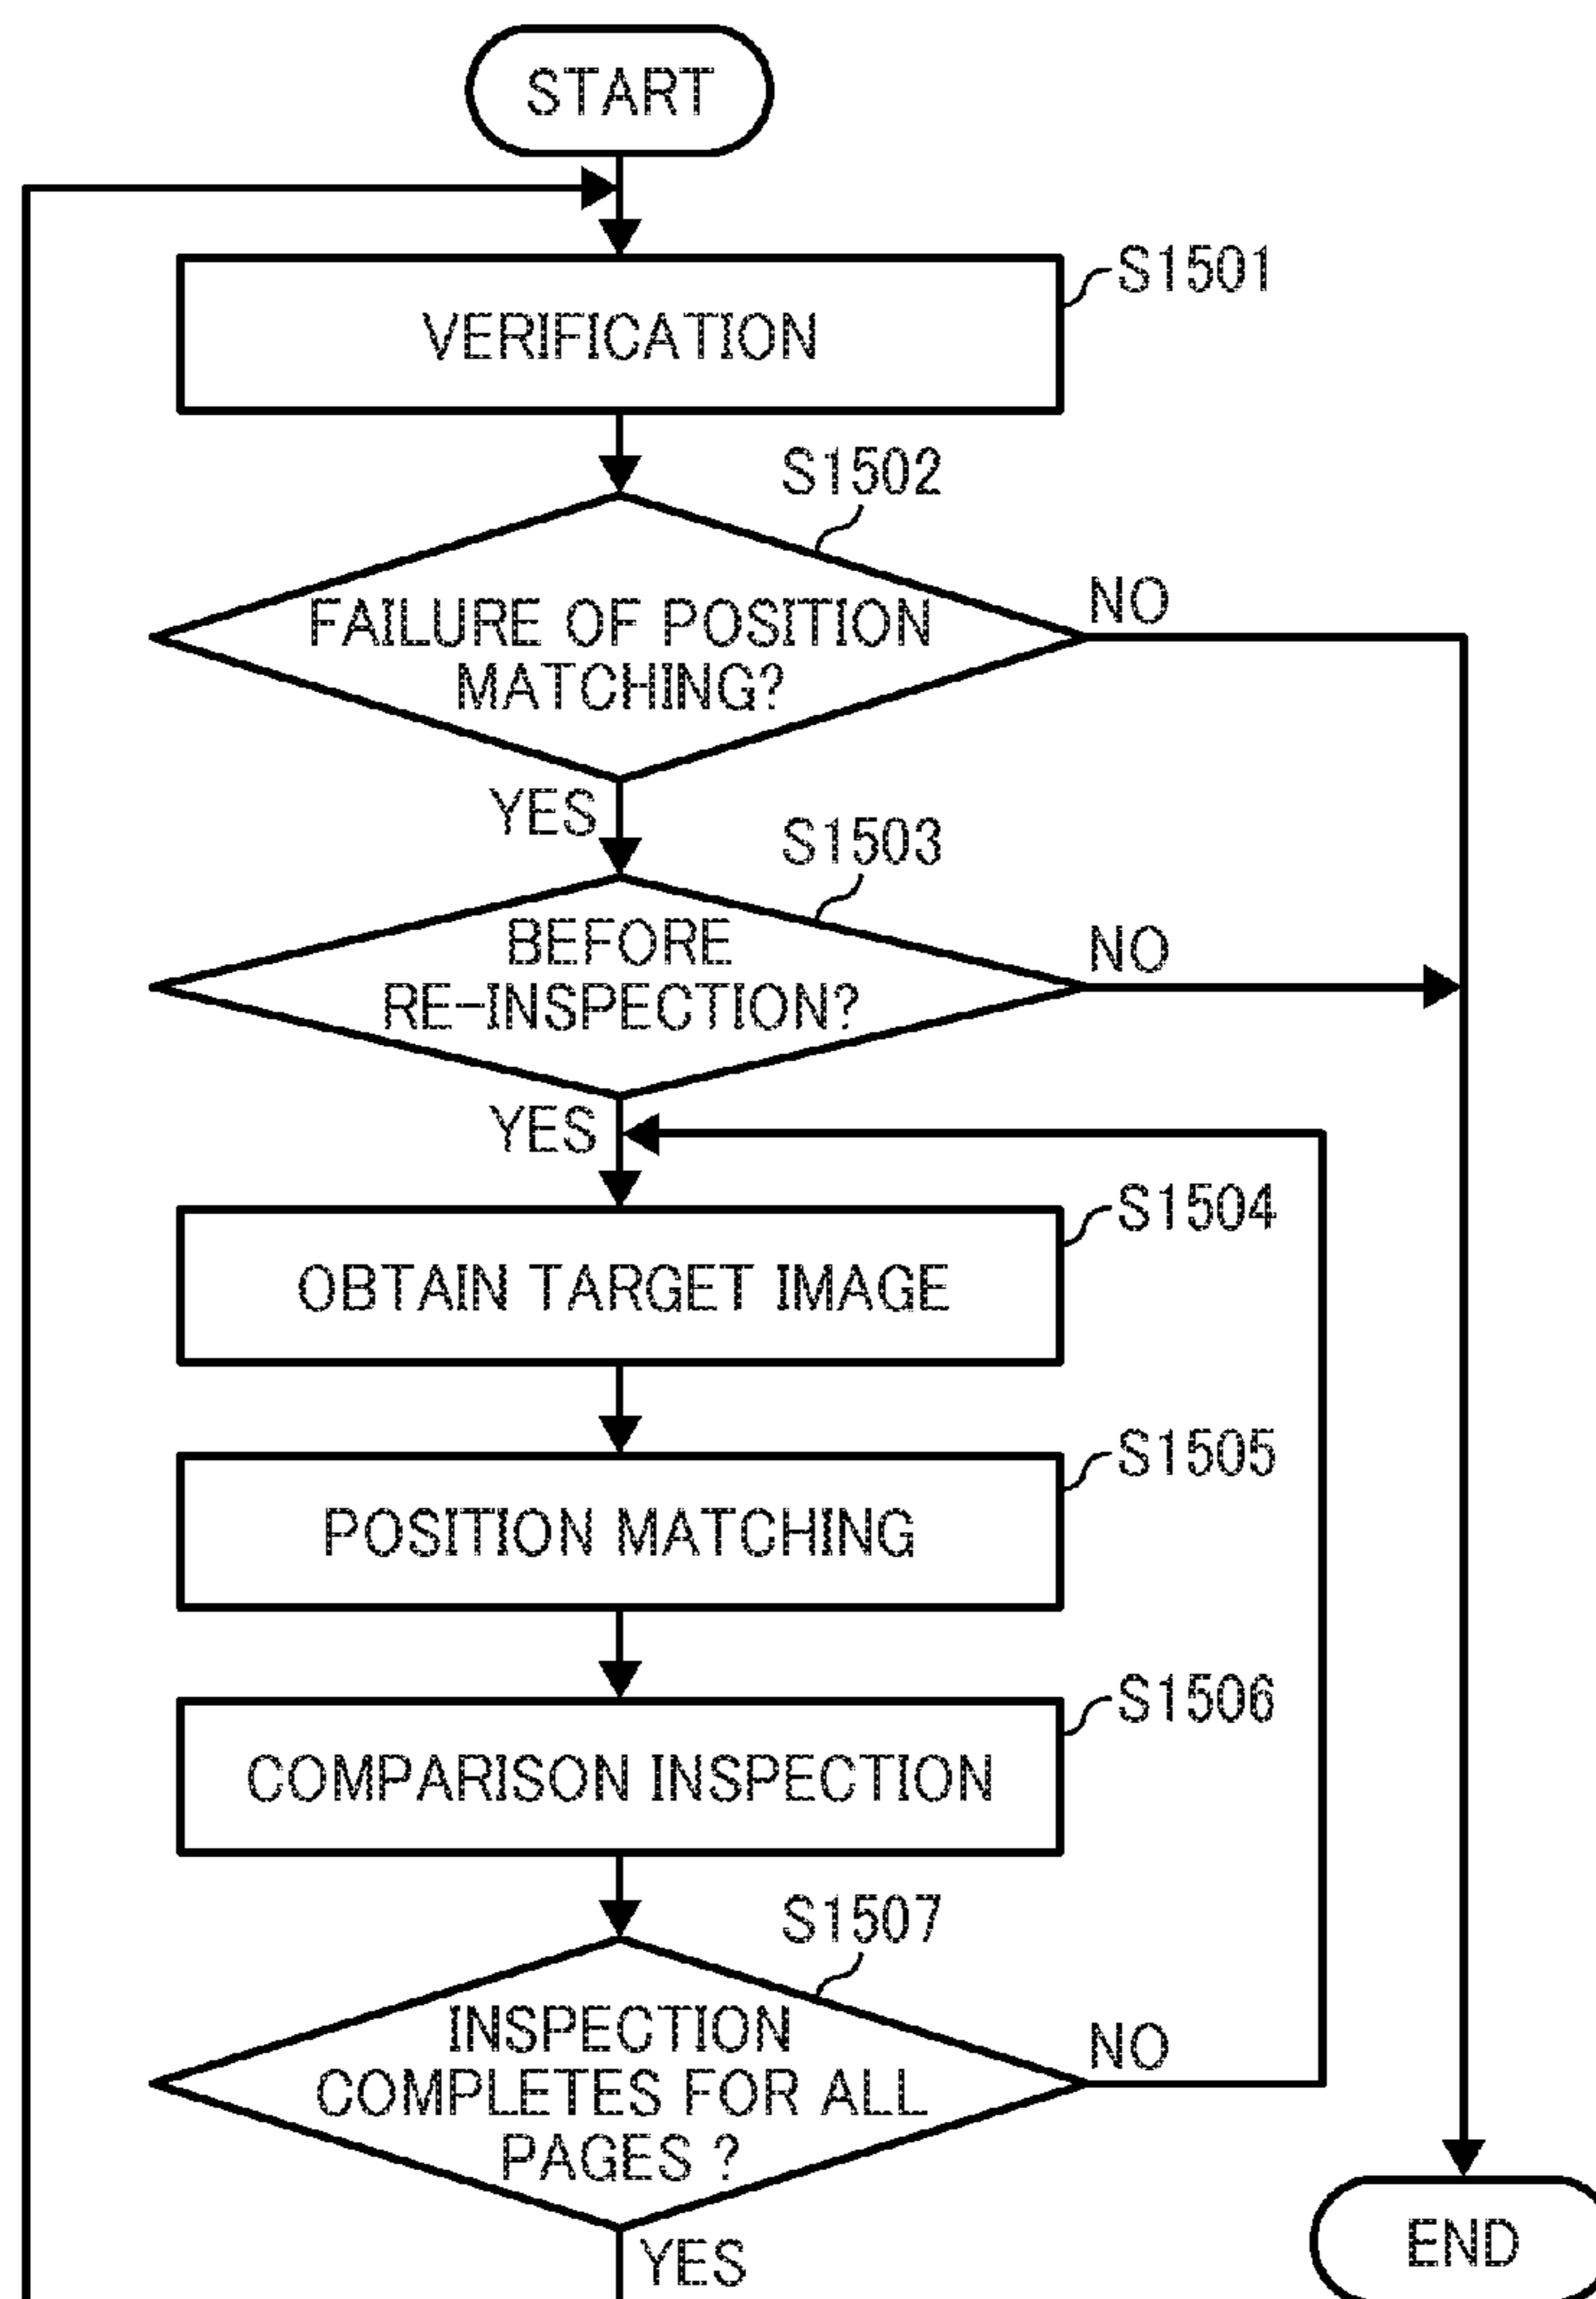 START
S1501
VERIFICATION
S1502
FAILURE OF POSITION
MATCHING?
NO
YES
S1503
BEFORE
RE-INSPECTION?
NO
YES
S1504
OBTAIN TARGET IMAGE
S1505
POSITION MATCHING
S1506
COMPARISON INSPECTION
S1507
INSPECTION
COMPLETES FOR ALL
PAGES ?
NO
YES
END